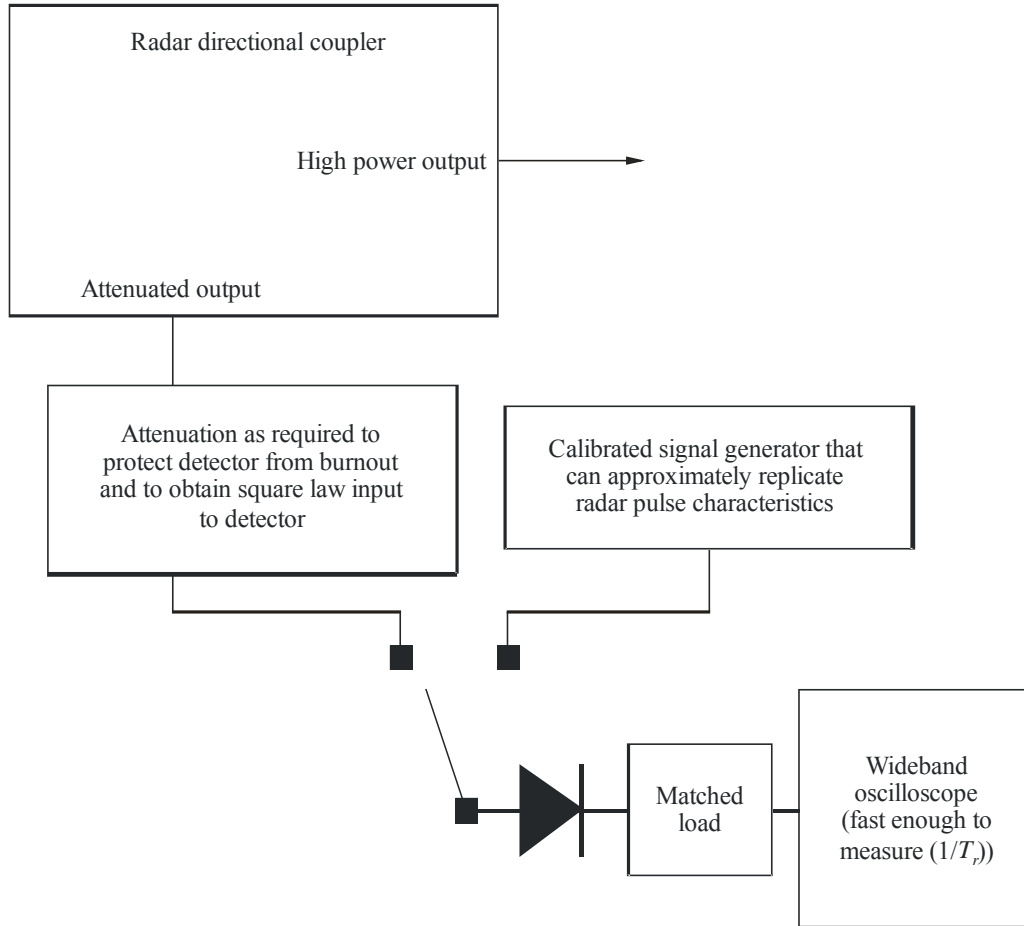 Radar directional coupler
High power output
Attenuated output
Attenuation as required to
protect detector from burnout
and to obtain square law input
to detector
Calibrated signal generator that
can approximately replicate
radar pulse characteristics
Matched
load
Wideband
oscilloscope
(fast enough to
measure (1/Tr))